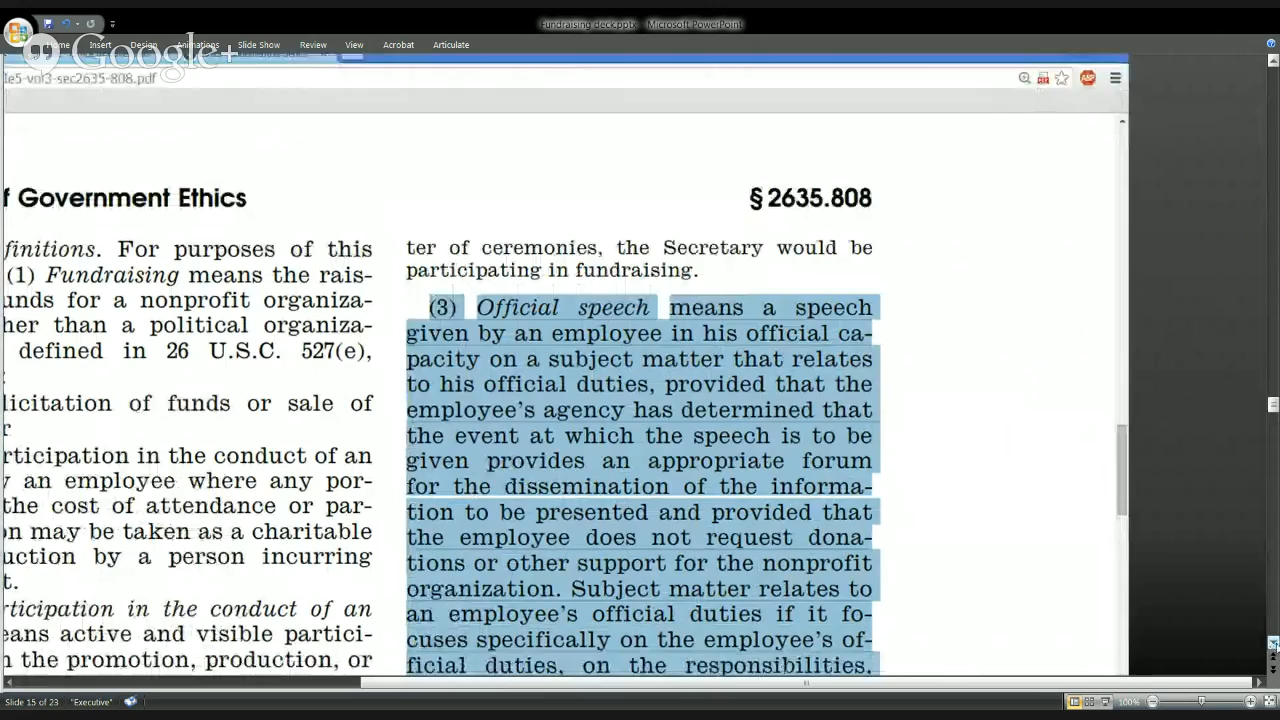 Fundraising deck.pptx - Microsoft PowerPoint
Home Insert Design Animations Slide Show Review View Acrobat Articulate
Google+
le5-vol3-sec2635-808.pdf
ABP
f Government Ethics
§ 2635.808
finitions. For purposes of this
(1) Fundraising means the rais-
unds for a nonprofit organiza-
her than a political organiza-
defined in 26 U.S.C. 527(e),
:
licitation of funds or sale of
r
rticipation in the conduct of an
y an employee where any por-
the cost of attendance or par-
on may be taken as a charitable
uction by a person incurring
t.
rticipation in the conduct of an
eans active and visible partici-
n the promotion, production, or
ter of ceremonies, the Secretary would be
participating in fundraising.
(3) Official speech means a speech
given by an employee in his official ca-
pacity on a subject matter that relates
to his official duties, provided that the
employee's agency has determined that
the event at which the speech is to be
given provides an appropriate forum
for the dissemination of the informa-
tion to be presented and provided that
the employee does not request dona-
tions or other support for the nonprofit
organization. Subject matter relates to
an employee's official duties if it fo-
cuses specifically on the employee's of-
ficial duties, on the responsibilities,
Slide 15 of 23 "Executive" 100%